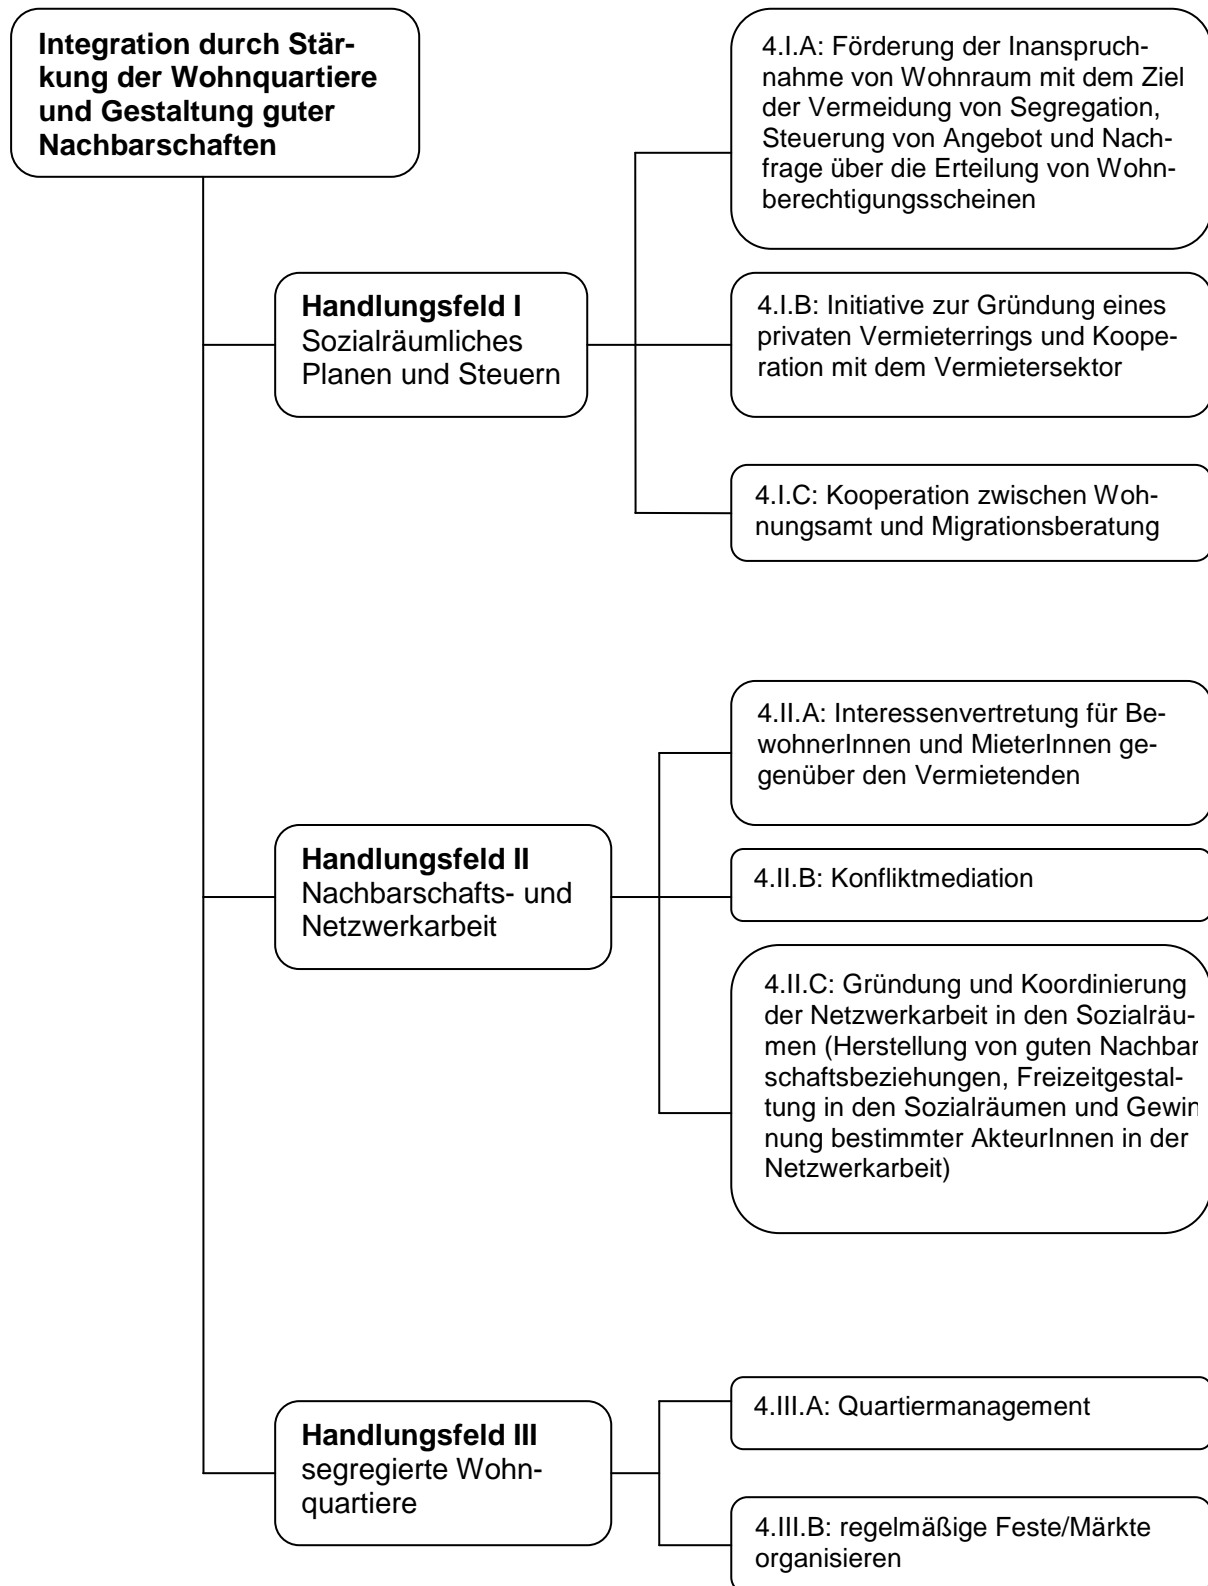 Integration durch Stär-
kung der Wohnquartiere
und Gestaltung guter
Nachbarschaften
4.I.A: Förderung der Inanspruch-
nahme von Wohnraum mit dem Ziel
der Vermeidung von Segregation,
Steuerung von Angebot und Nach-
frage über die Erteilung von Wohn-
berechtigungsscheinen
Handlungsfeld I
Sozialräumliches
Planen und Steuern
4.I.B: Initiative zur Gründung eines
privaten Vermieterrings und Koope-
ration mit dem Vermietersektor
4.I.C: Kooperation zwischen Woh-
nungsamt und Migrationsberatung
4.II.A: Interessenvertretung für Be-
wohnerInnen und MieterInnen ge-
genüber den Vermietenden
Handlungsfeld II
Nachbarschafts- und
Netzwerkarbeit
4.II.B: Konfliktmediation
4.II.C: Gründung und Koordinierung
der Netzwerkarbeit in den Sozialräu-
men (Herstellung von guten Nachbar
schaftsbeziehungen, Freizeitgestal-
tung in den Sozialräumen und Gewin
nung bestimmter AkteurInnen in der
Netzwerkarbeit)
Handlungsfeld III
segregierte Wohn-
quartiere
4.III.A: Quartiermanagement
4.III.B: regelmäßige Feste/Märkte
organisieren